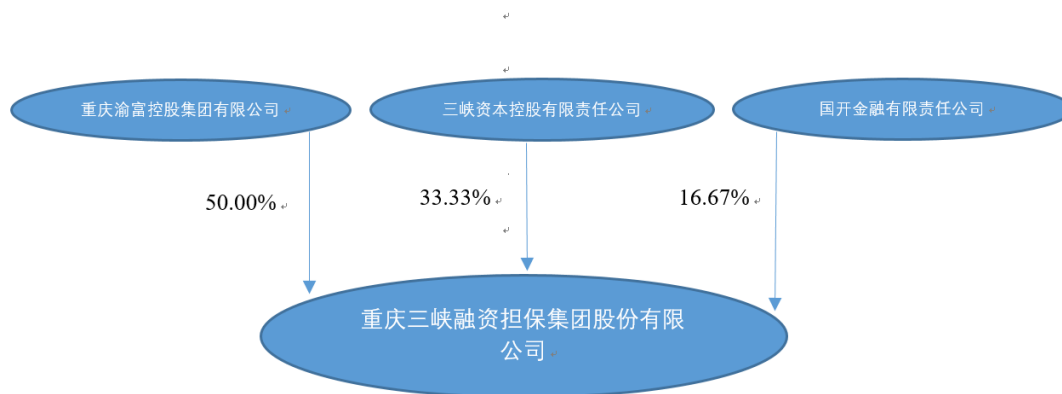 重庆渝富控股集团有限公司
三峡资本控股有限责任公司
国开金融有限责任公司
50.00%
33.33%
16.67%
重庆三峡融资担保集团股份有限
公司